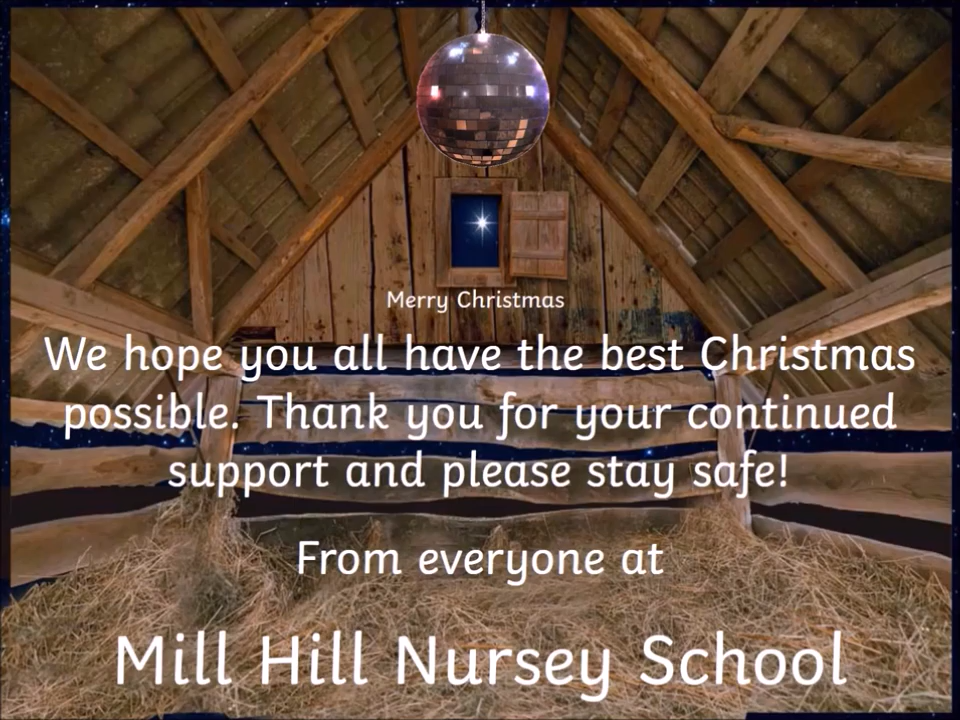 Merry Christmas
We hope you all have the best Christmas
possible. Thank you for your continued
support and please stay safe!
From everyone at
Mill Hill Nursey School